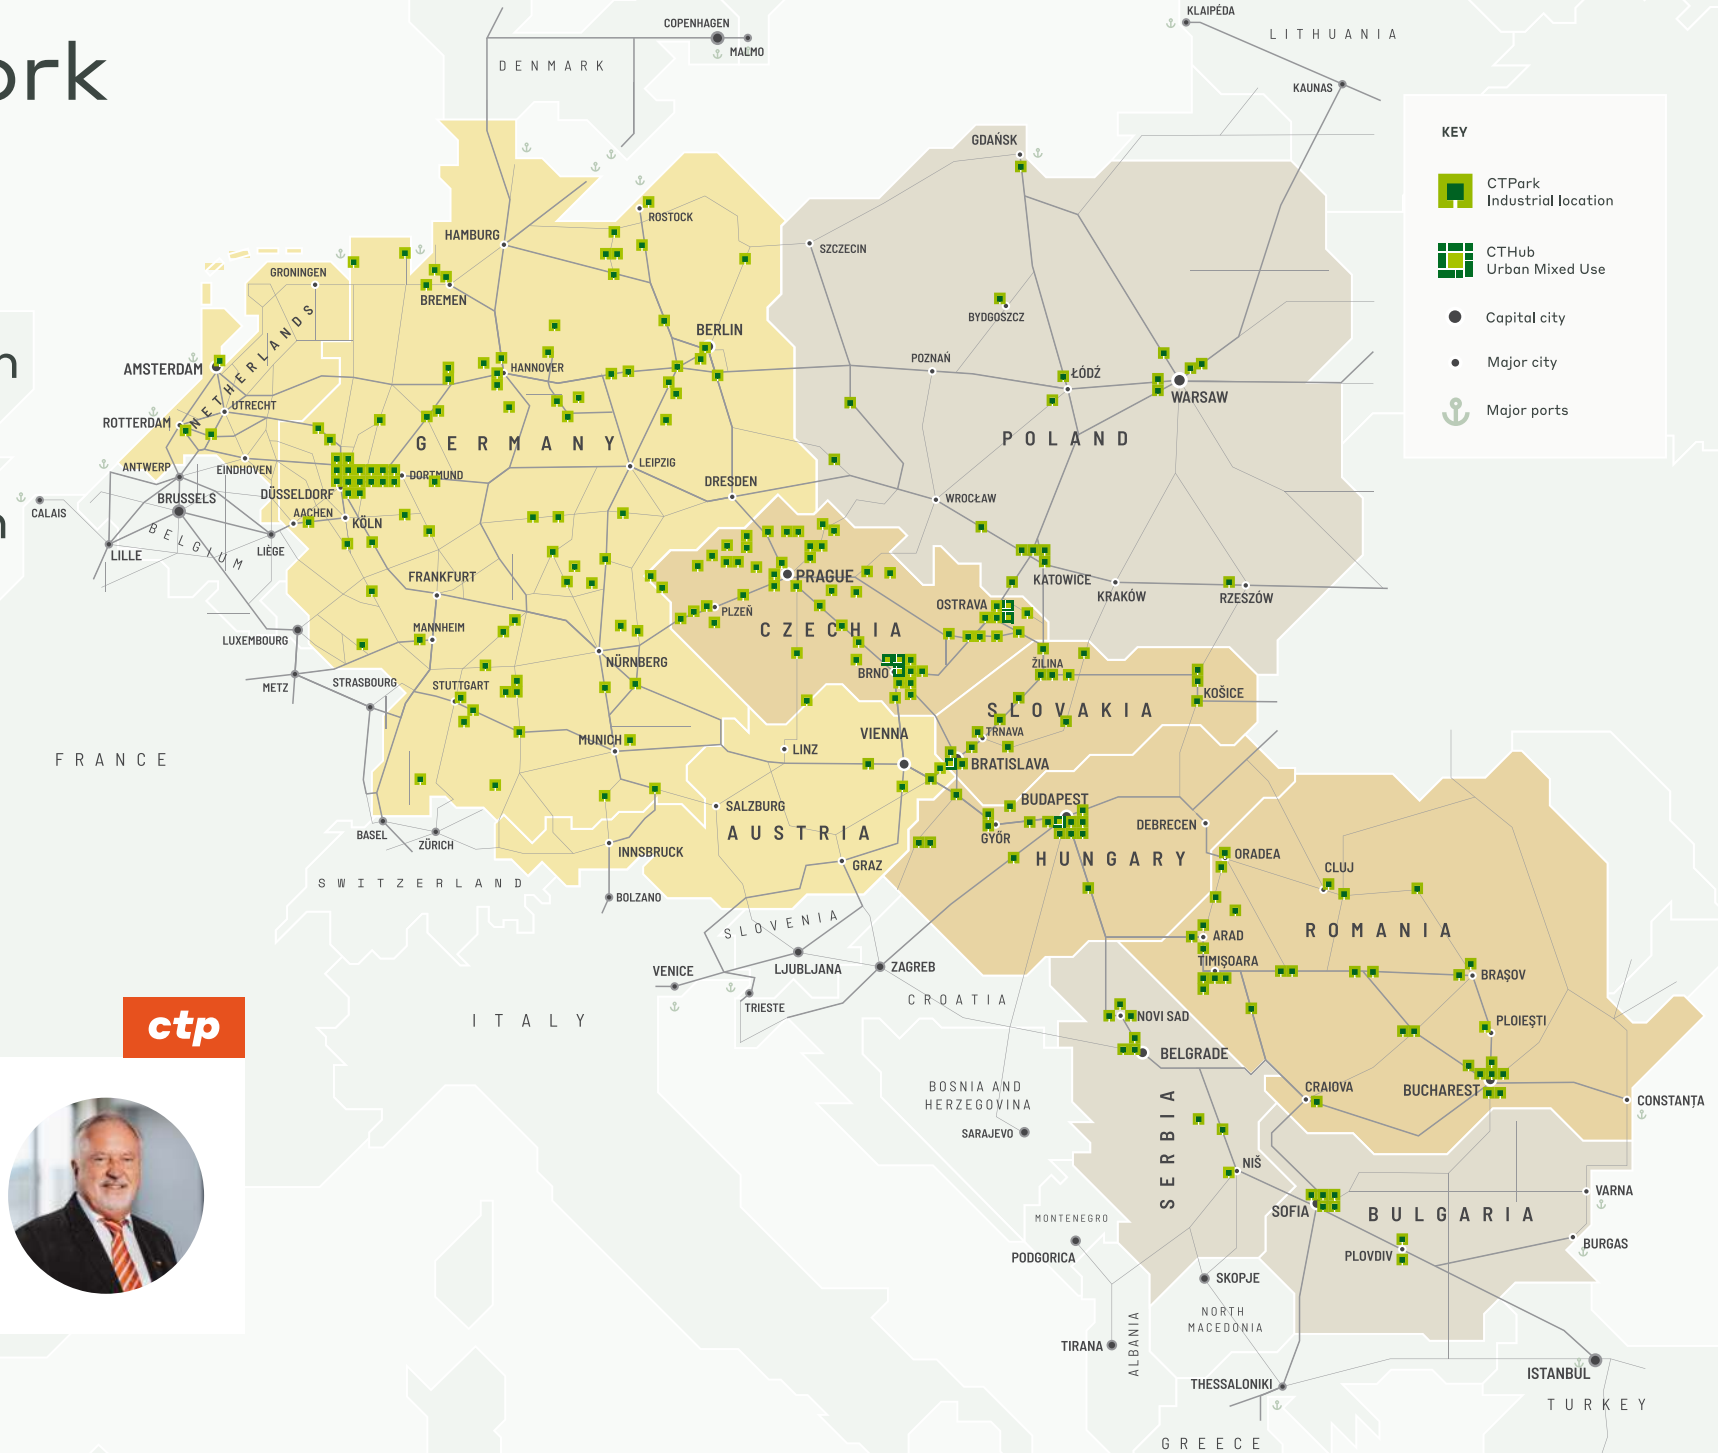 ork
n
n
KEY
CTPark
Industrial location
CTHub
Urban Mixed Use
Capital city
Major city
Major ports
COPENHAGEN
MALMO
DENMARK
KLAIPĖDA
LITHUANIA
KAUNAS
GDAŃSK
ROSTOCK
HAMBURG
SZCZECIN
GRONINGEN
BREMEN
BYDGOSZCZ
BERLIN
NETHERLANDS
AMSTERDAM
HANNOVER
POZNAŃ
ŁÓDŹ
WARSAW
UTRECHT
ROTTERDAM
GERMANY
POLAND
ANTWERP
EINDHOVEN
DORTMUND
LEIPZIG
DRESDEN
DÜSSELDORF
BRUSSELS
WROCŁAW
CALAIS
AACHEN
KÖLN
BELGIUM
LILLE
LIÈGE
FRANKFURT
PRAGUE
KATOWICE
KRAKÓW
RZESZÓW
OSTRAVA
PLZEŇ
CZECHIA
MANNHEIM
LUXEMBOURG
NÜRNBERG
ŽILINA
BRNO
METZ
STRASBOURG
STUTTGART
KOŠICE
SLOVAKIA
MUNICH
VIENNA
TRNAVA
LINZ
BRATISLAVA
FRANCE
SALZBURG
BUDAPEST
AUSTRIA
GYÖR
DEBRECEN
BASEL
ZÜRICH
INNSBRUCK
GRAZ
HUNGARY
ORADEA
CLUJ
SWITZERLAND
BOLZANO
SLOVENIA
ROMANIA
ARAD
VENICE
LJUBLJANA
ZAGREB
TIMIŞOARA
BRAŞOV
TRIESTE
CROATIA
NOVI SAD
PLOIEŞTI
ITALY
ctp
BELGRADE
BOSNIA AND
HERZEGOVINA
CRAIOVA
BUCHAREST
CONSTANȚA
SARAJEVO
SERBIA
NIŠ
VARNA
SOFIA
BULGARIA
MONTENEGRO
PODGORICA
PLOVDIV
BURGAS
SKOPJE
NORTH
MACEDONIA
TIRANA
ALBANIA
THESSALONIKI
ISTANBUL
TURKEY
GREECE